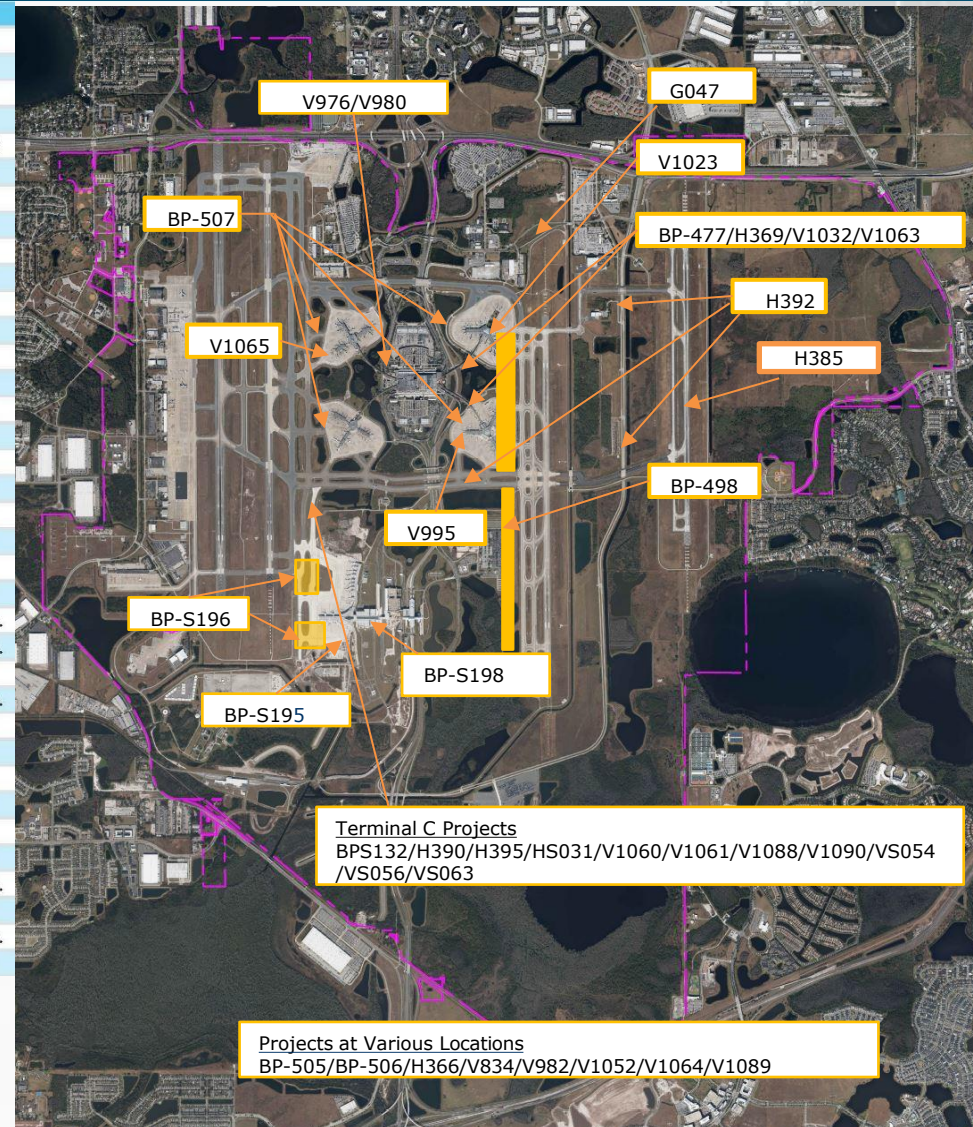 V976/V980
G047
V1023
BP-507
BP-477/H369/V1032/V1063
H392
V1065
H385
BP-498
V995
BP-S196
BP-S198
BP-S195
Terminal C Projects
BPS132/H390/H395/HS031/V1060/V1061/V1088/V1090/VS054
/VS056/VS063
Projects at Various Locations
BP-505/BP-506/H366/V834/V982/V1052/V1064/V1089